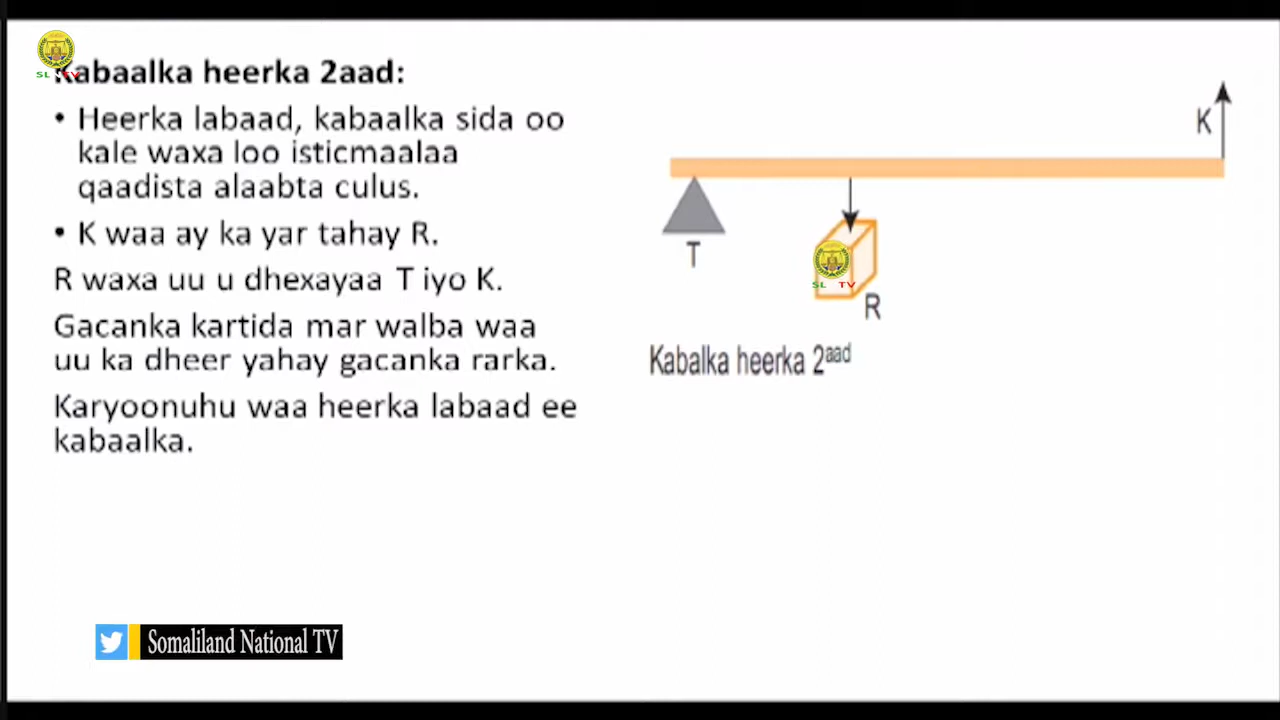 SL TV
Kabaalka heerka 2aad:
• Heerka labaad, kabaalka sida oo
kale waxa loo isticmaalaa
qaadista alaabta culus.
• K waa ay ka yar tahay R.
R waxa uu u dhexayaa T iyo K.
Gacanka kartida mar walba waa
uu ka dheer yahay gacanka rarka.
Karyoonuhu waa heerka labaad ee
kabaalka.
K
T
SL TV
R
Kabalka heerka 2aad
Somaliland National TV